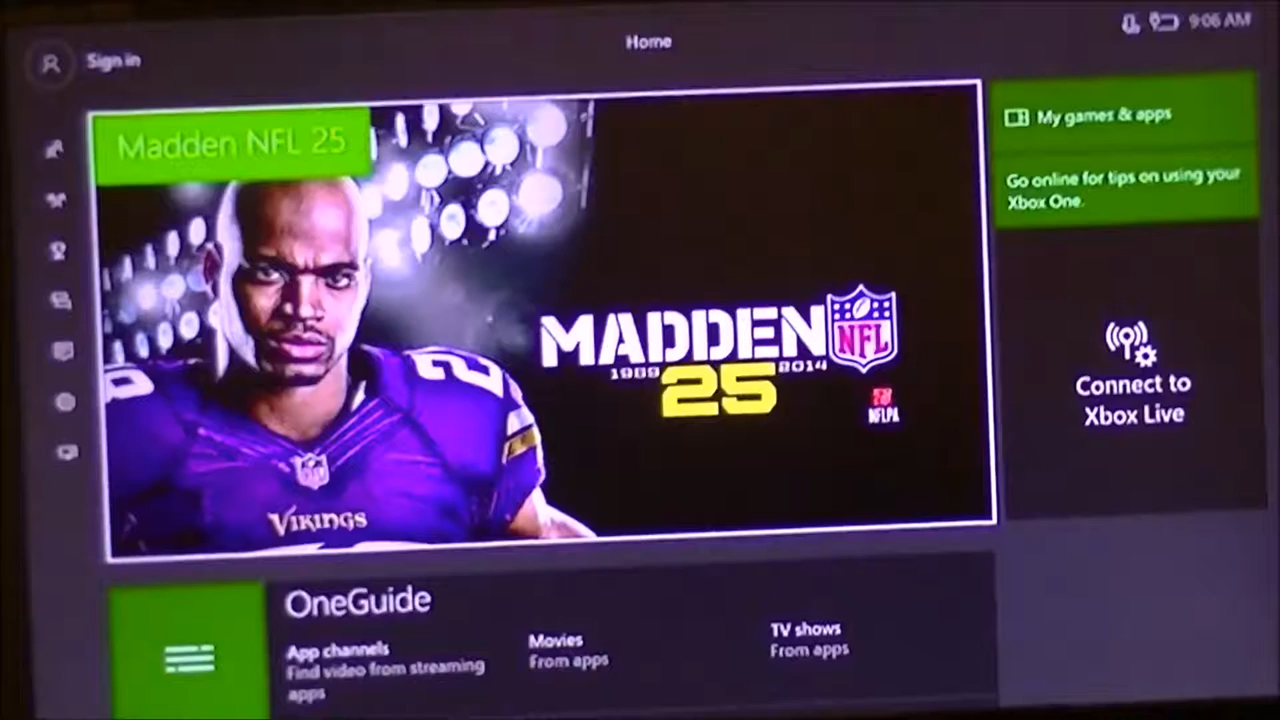 Sign in
Home
9:06 AM
Madden NFL 25
MADDEN
NFL
1989
25
2014
NFLPA
VIKINGS
My games & apps
Go online for tips on using your
Xbox One.
Connect to
Xbox Live
OneGuide
App channels
Find video from streaming
apps
Movies
From apps
TV shows
From apps